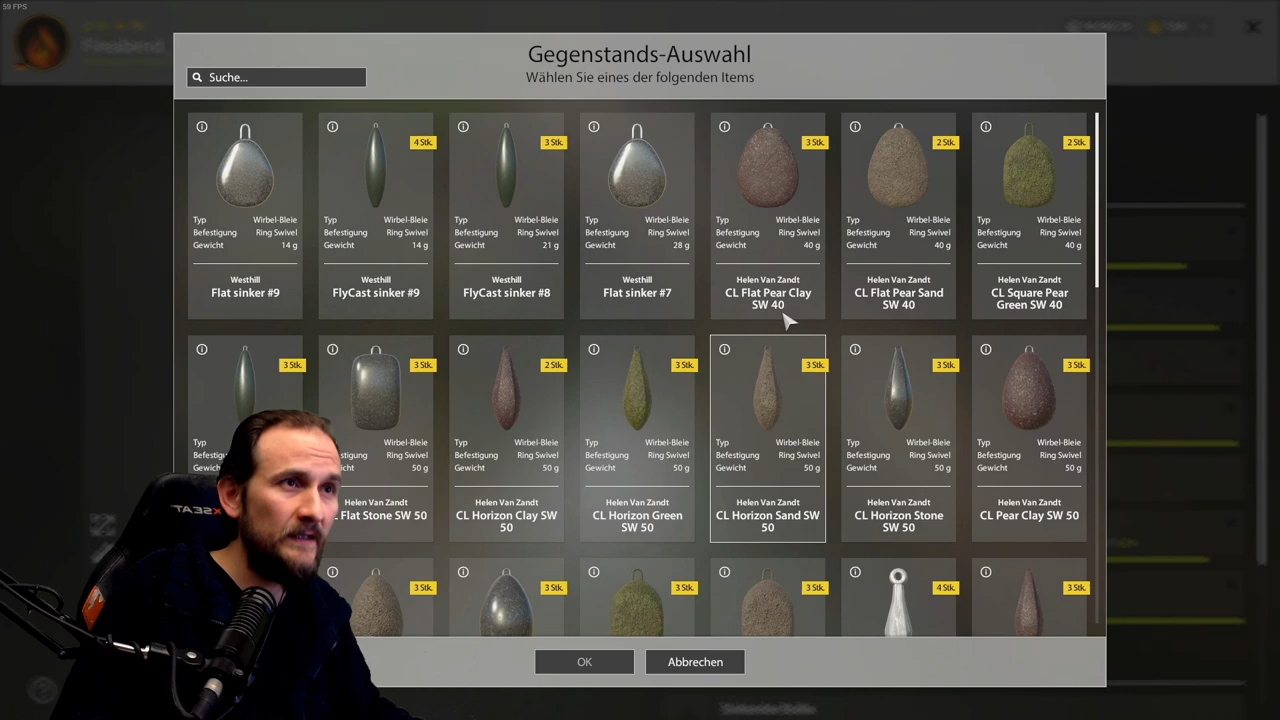 59 FPS
Gegenstands-Auswahl
Suche...
Wählen Sie eines der folgenden Items
4 Stk.
3 Stk.
3 Stk.
2 Stk.
2 Stk.
Typ Wirbel-Bleie
Befestigung Ring Swivel
Gewicht 14 g
Westhill
Flat sinker #9
Typ Wirbel-Bleie
Befestigung Ring Swivel
Gewicht 14 g
Westhill
FlyCast sinker #9
Typ Wirbel-Bleie
Befestigung Ring Swivel
Gewicht 21 g
Westhill
FlyCast sinker #8
Typ Wirbel-Bleie
Befestigung Ring Swivel
Gewicht 28 g
Westhill
Flat sinker #7
Typ Wirbel-Bleie
Befestigung Ring Swivel
Gewicht 40 g
Helen Van Zandt
CL Flat Pear Clay
SW 40
Typ Wirbel-Bleie
Befestigung Ring Swivel
Gewicht 40 g
Helen Van Zandt
CL Flat Pear Sand
SW 40
Typ Wirbel-Bleie
Befestigung Ring Swivel
Gewicht 40 g
Helen Van Zandt
CL Square Pear
Green SW 40
3 Stk.
3 Stk.
2 Stk.
3 Stk.
3 Stk.
3 Stk.
3 Stk.
Typ Wirbel-Bleie
Typ Wirbel-Bleie
Ring Swivel
50 g
Helen Van Zandt
Flat Stone SW 50
Typ Wirbel-Bleie
Befestigung Ring Swivel
Gewicht 50 g
Helen Van Zandt
CL Horizon Clay SW
50
Typ Wirbel-Bleie
Befestigung Ring Swivel
Gewicht 50 g
Helen Van Zandt
CL Horizon Green
SW 50
Typ Wirbel-Bleie
Befestigung Ring Swivel
Gewicht 50 g
Helen Van Zandt
CL Horizon Sand SW
50
Typ Wirbel-Bleie
Befestigung Ring Swivel
Gewicht 50 g
Helen Van Zandt
CL Horizon Stone
SW 50
Typ Wirbel-Bleie
Befestigung Ring Swivel
Gewicht 50 g
Helen Van Zandt
CL Pear Clay SW 50
3 Stk.
3 Stk.
3 Stk.
3 Stk.
4 Stk.
3 Stk.
OK
Abbrechen